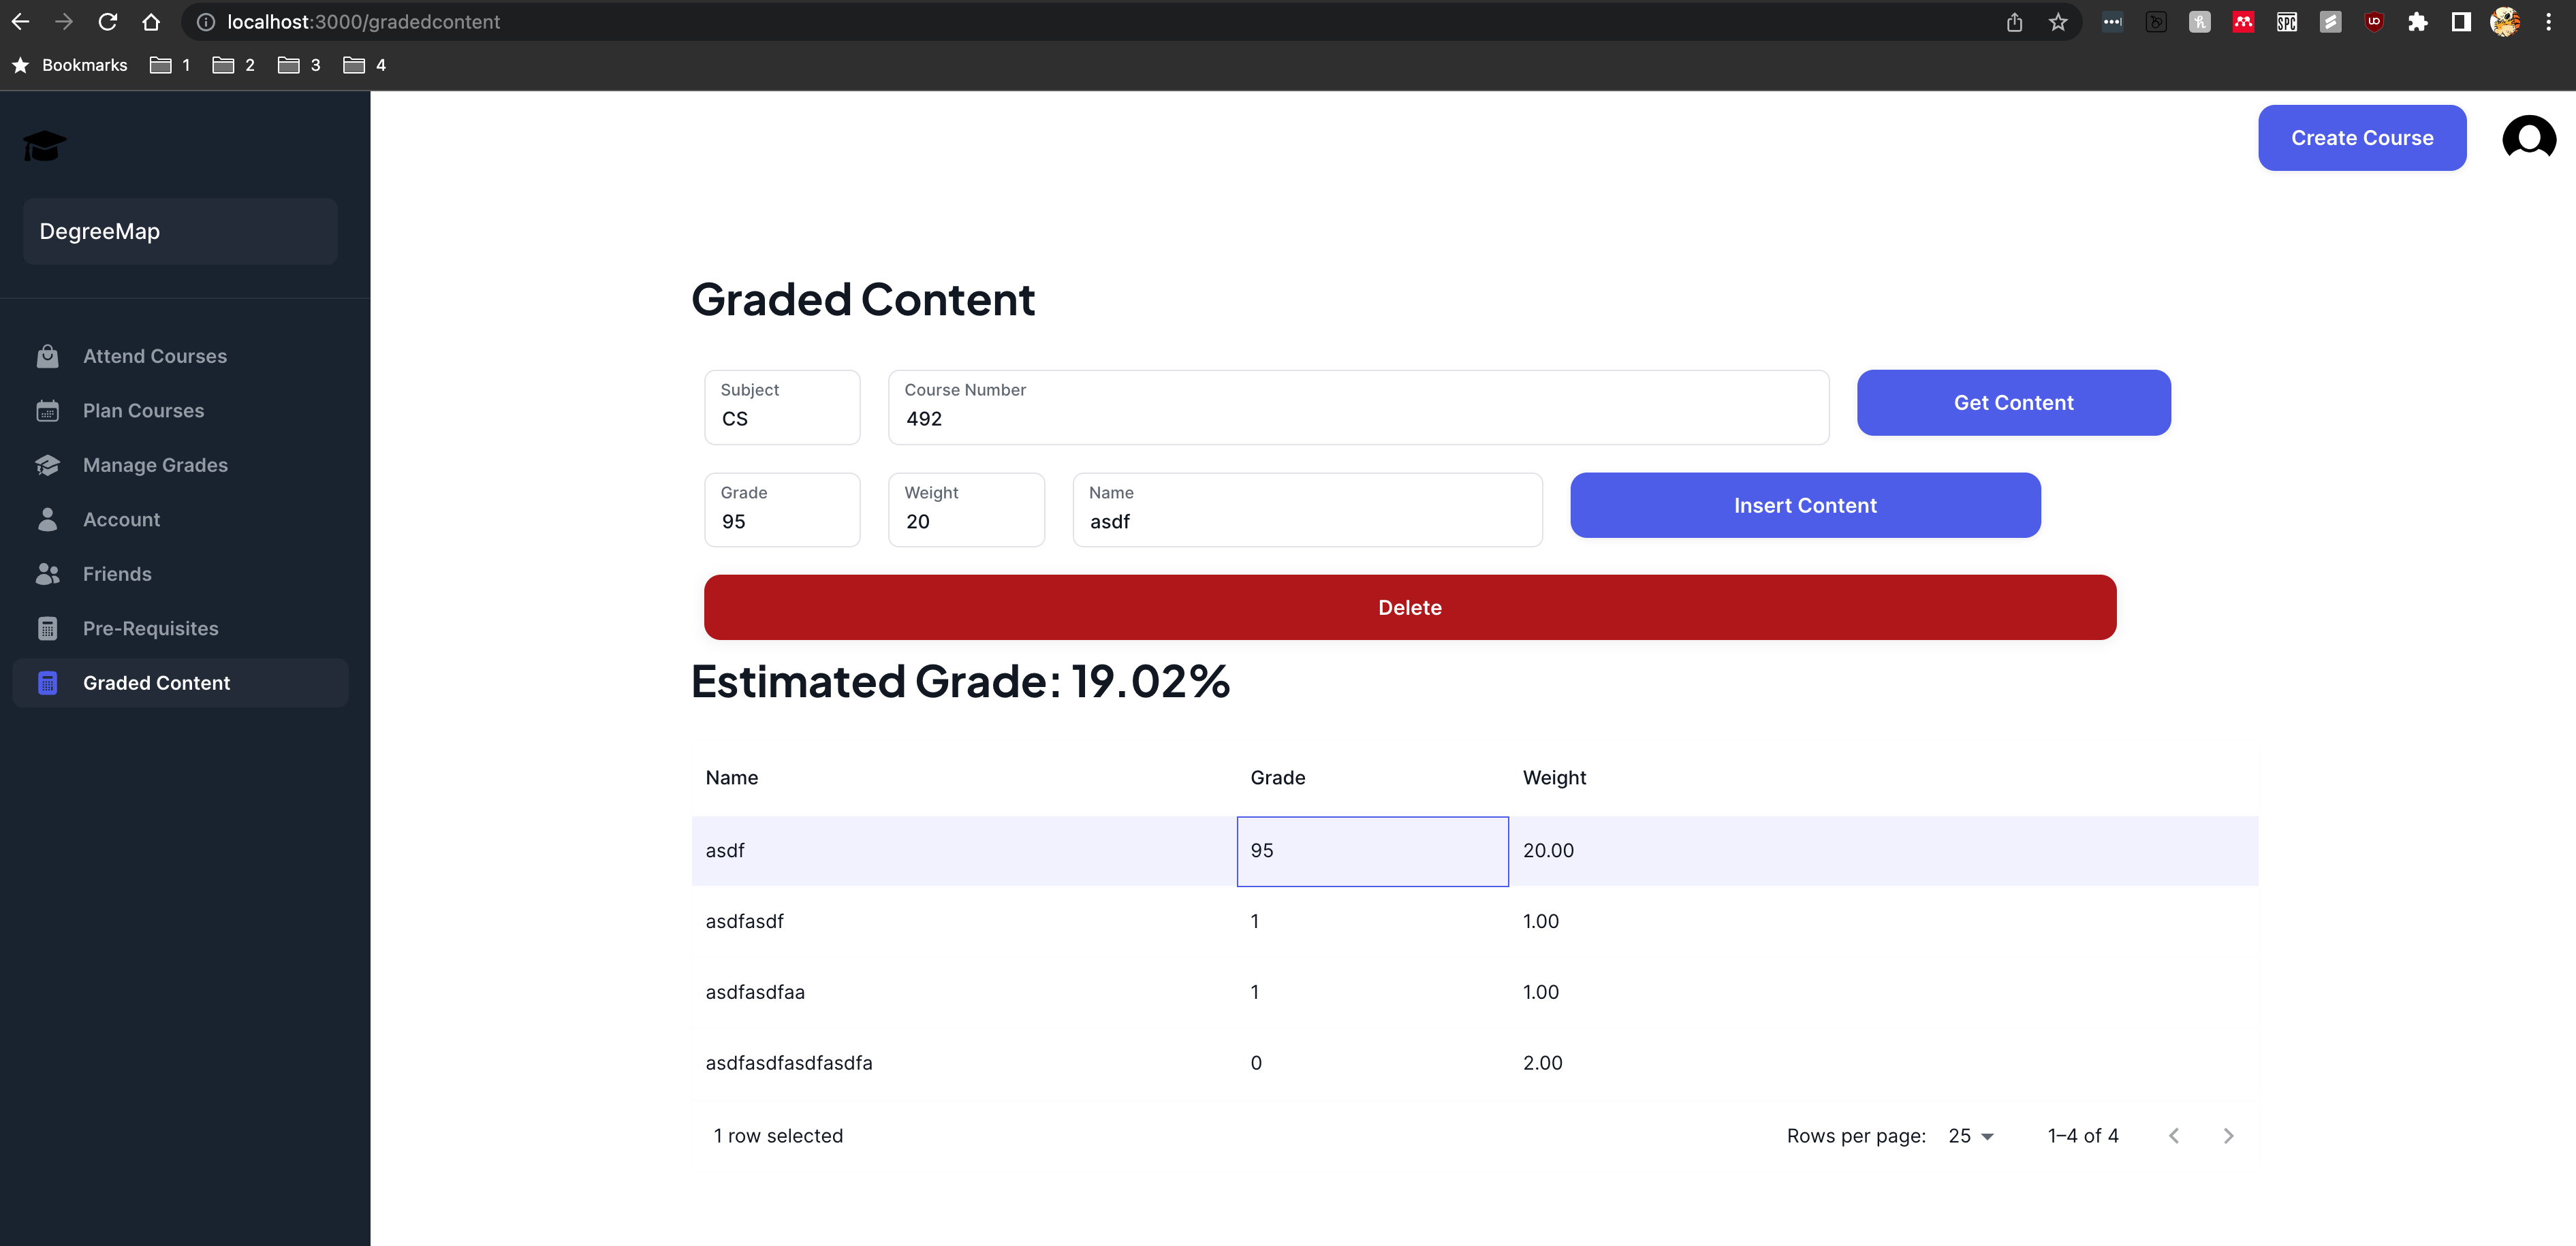 localhost:3000/gradedcontent
Bookmarks 1 2 3 4
Create Course
DegreeMap
Attend Courses
Plan Courses
Manage Grades
Account
Friends
Pre-Requisites
Graded Content
Graded Content
Subject Course Number
CS 492 Get Content
Grade Weight Name
95 20 asdf Insert Content
Delete
Estimated Grade: 19.02%
Name Grade Weight
asdf 95 20.00
asdfasdf 1 1.00
asdfasdfaa 1 1.00
asdfasdfasdfasdfa 0 2.00
1 row selected Rows per page: 25 1–4 of 4